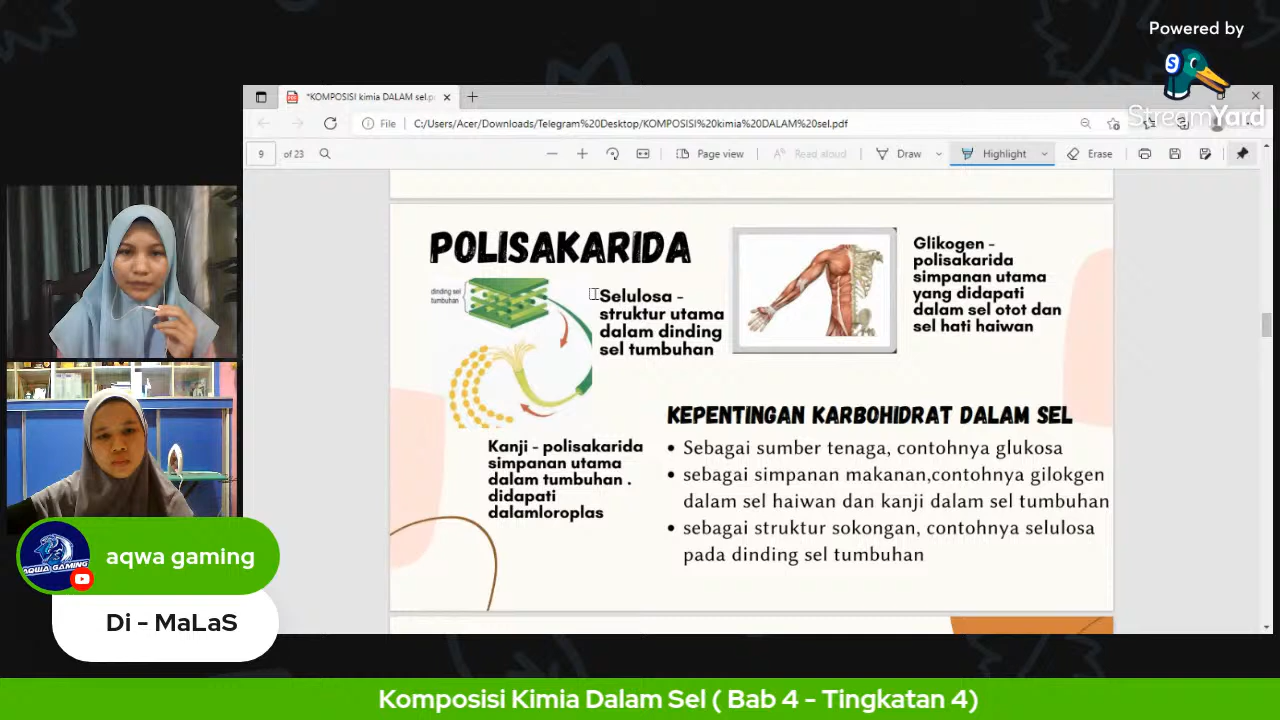 Powered by
StreamYard
*KOMPOSISI kimia DALAM sel.p
File C:/Users/Acer/Downloads/Telegram%20Desktop/KOMPOSISI%20kimia%20DALAM%20sel.pdf
9 of 23 Page view Read aloud Draw Highlight Erase
POLISAKARIDA
dinding sel
tumbuhan
Selulosa -
struktur utama
dalam dinding
sel tumbuhan
Glikogen -
polisakarida
simpanan utama
yang didapati
dalam sel otot dan
sel hati haiwan
Kanji - polisakarida
simpanan utama
dalam tumbuhan .
didapati
dalamloroplas
KEPENTINGAN KARBOHIDRAT DALAM SEL
• Sebagai sumber tenaga, contohnya glukosa
• sebagai simpanan makanan,contohnya gilokgen
dalam sel haiwan dan kanji dalam sel tumbuhan
• sebagai struktur sokongan, contohnya selulosa
pada dinding sel tumbuhan
AQWA GAMING
aqwa gaming
Di - MaLaS
Komposisi Kimia Dalam Sel ( Bab 4 - Tingkatan 4)